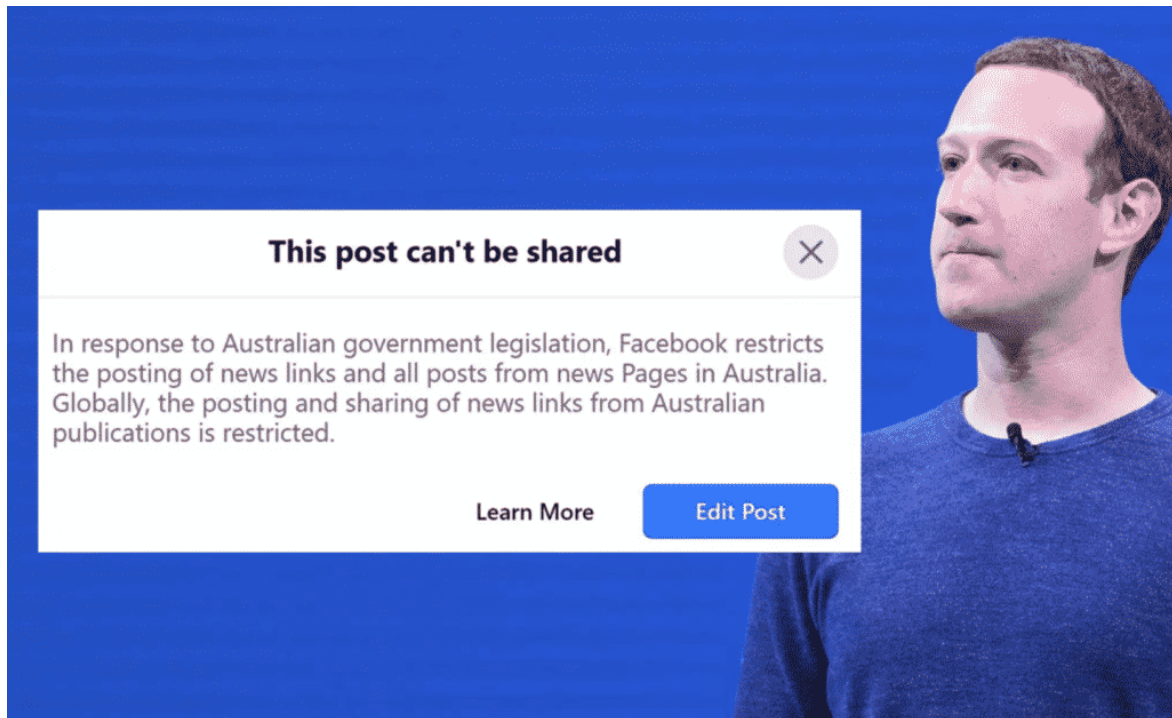 This post can't be shared
In response to Australian government legislation, Facebook restricts
the posting of news links and all posts from news Pages in Australia.
Globally, the posting and sharing of news links from Australian
publications is restricted.
Learn More
Edit Post